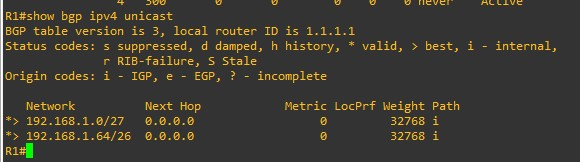 4 300 0 0 0 0 0 never Active
R1#show bgp ipv4 unicast
BGP table version is 3, local router ID is 1.1.1.1
Status codes: s suppressed, d damped, h history, * valid, > best, i - internal,
r RIB-failure, S Stale
Origin codes: i - IGP, e - EGP, ? - incomplete
Network Next Hop Metric LocPrf Weight Path
*> 192.168.1.0/27 0.0.0.0 0 32768 i
*> 192.168.1.64/26 0.0.0.0 0 32768 i
R1#